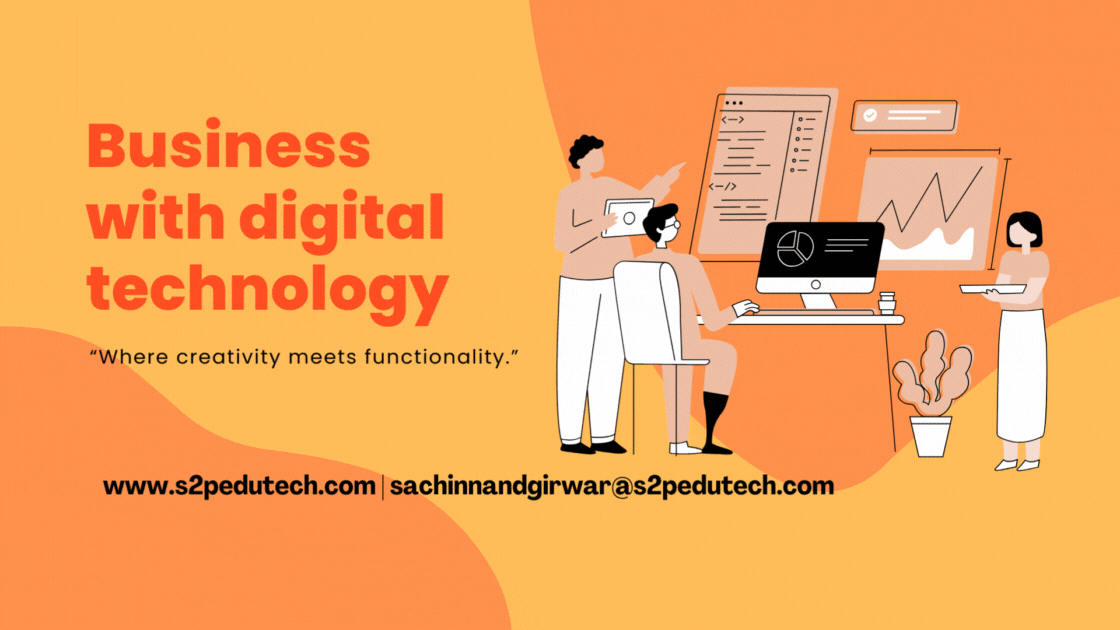 Business
with digital
technology
“Where creativity meets functionality.”
www.s2pedutech.com | sachinnandgirwar@s2pedutech.com